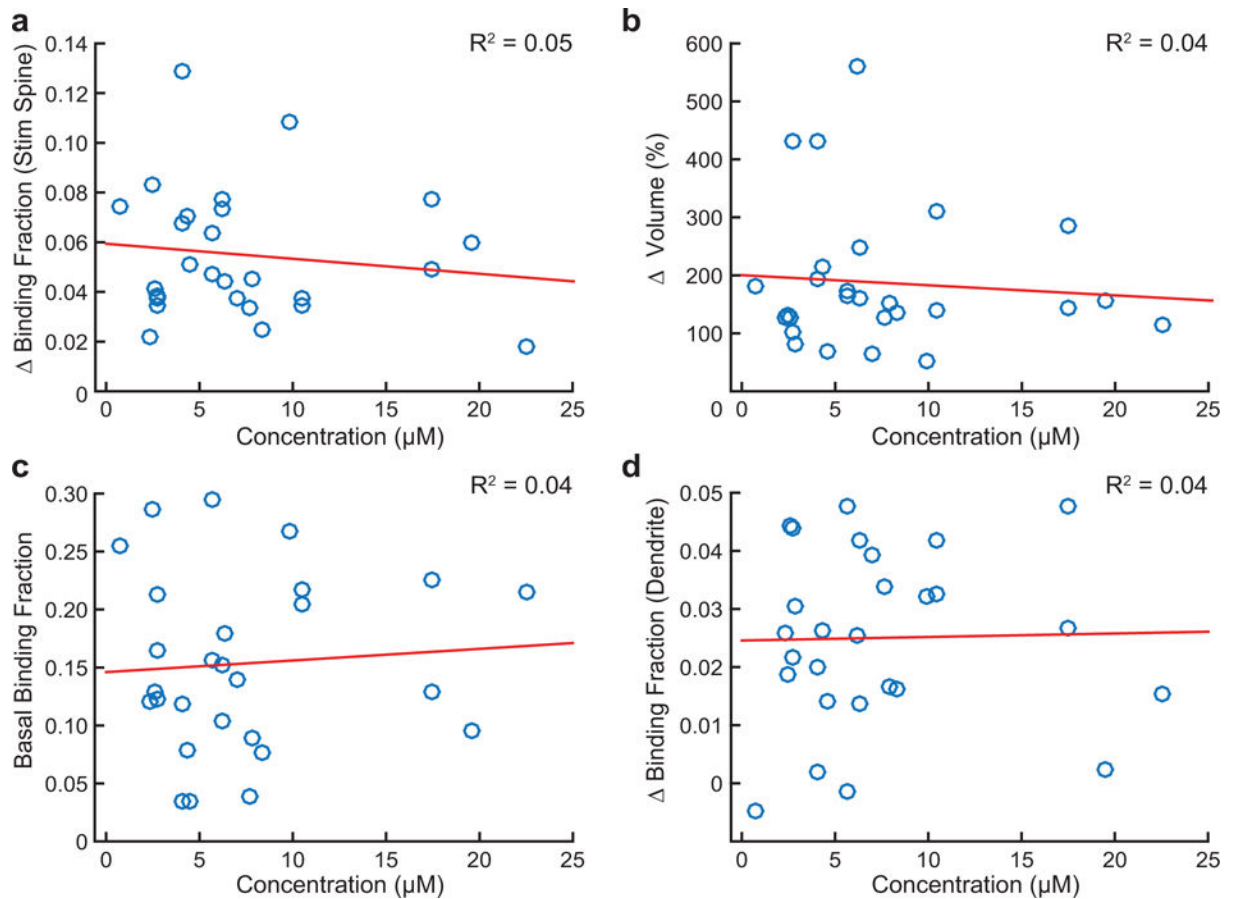 a
R² = 0.05
Δ Binding Fraction (Stim Spine)
0.14
0.12
0.10
0.08
0.06
0.04
0.02
0
0 5 10 15 20 25
Concentration (µM)
b
R² = 0.04
Δ Volume (%)
600
500
400
300
200
100
0
0 5 10 15 20 25
Concentration (µM)
c
R² = 0.04
Basal Binding Fraction
0.30
0.25
0.20
0.15
0.10
0.05
0
0 5 10 15 20 25
Concentration (µM)
d
R² = 0.04
Δ Binding Fraction (Dendrite)
0.05
0.04
0.03
0.02
0.01
0
0 5 10 15 20 25
Concentration (µM)